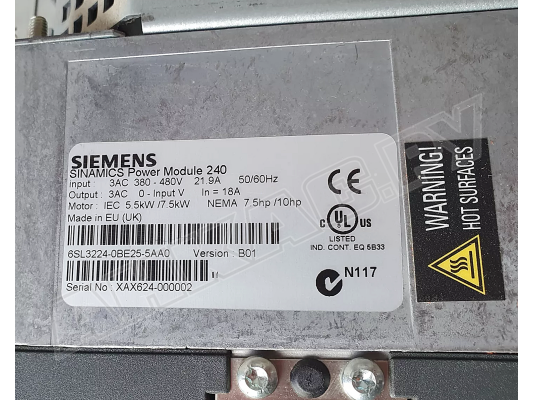 SIEMENS
SINAMICS Power Module 240
Input : 3AC 380 - 480V 21.9A 50/60Hz
Output : 3AC 0 - Input V In = 18A
Motor : IEC 5.5kW /7.5kW NEMA 7.5hp /10hp
Made in EU (UK)
6SL3224-0BE25-5AA0 Version : B01
Serial No : XAX624-000002
CE
C UL US
LISTED
IND. CONT. EQ 5B33
N117
WARNING!
HOT SURFACES